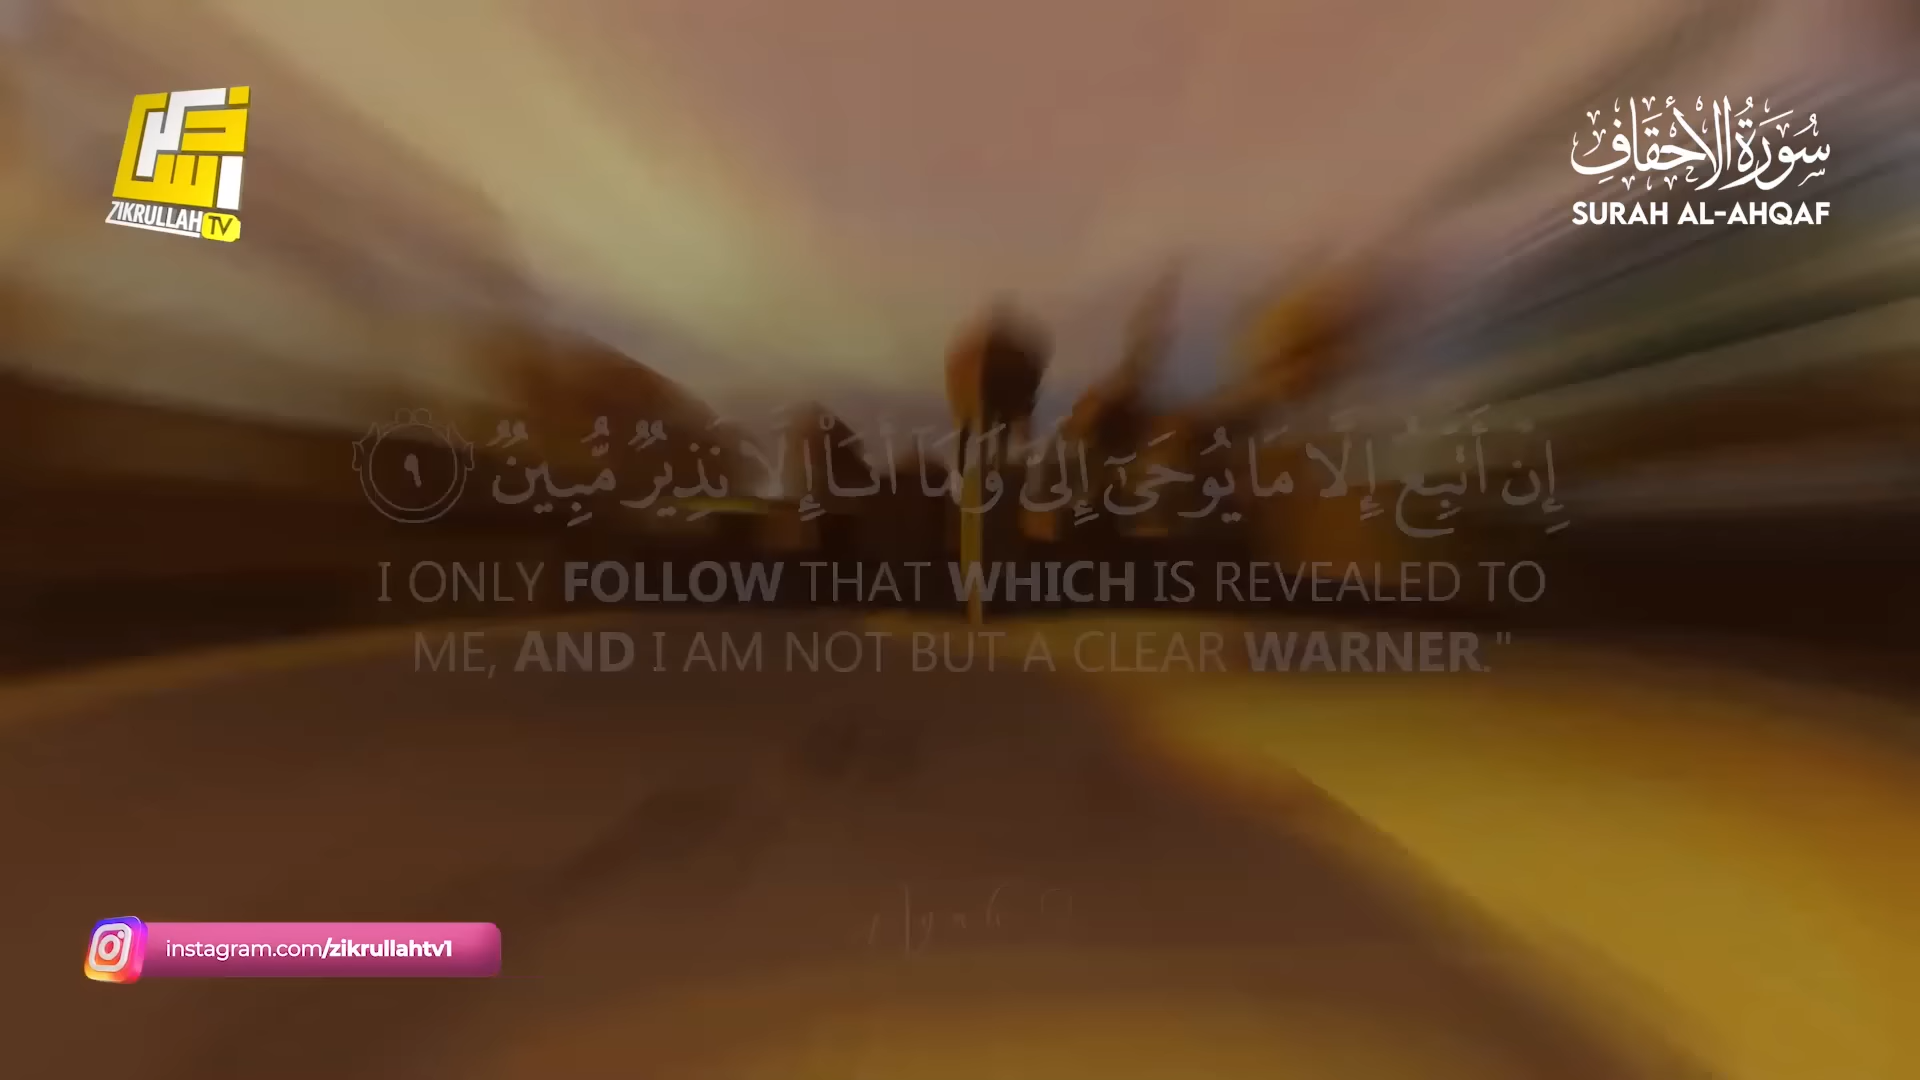 ZIKRULLAH TV
سُورَةُ الْأَحْقَافِ
SURAH AL-AHQAF
إِنْ أَتَّبِعُ إِلَّا مَا يُوحَىٰٓ إِلَىَّ وَمَآ أَنَا۠ إِلَّا نَذِيرٌ مُّبِينٌ ٩
I ONLY FOLLOW THAT WHICH IS REVEALED TO
ME, AND I AM NOT BUT A CLEAR WARNER."
instagram.com/zikrullahtv1